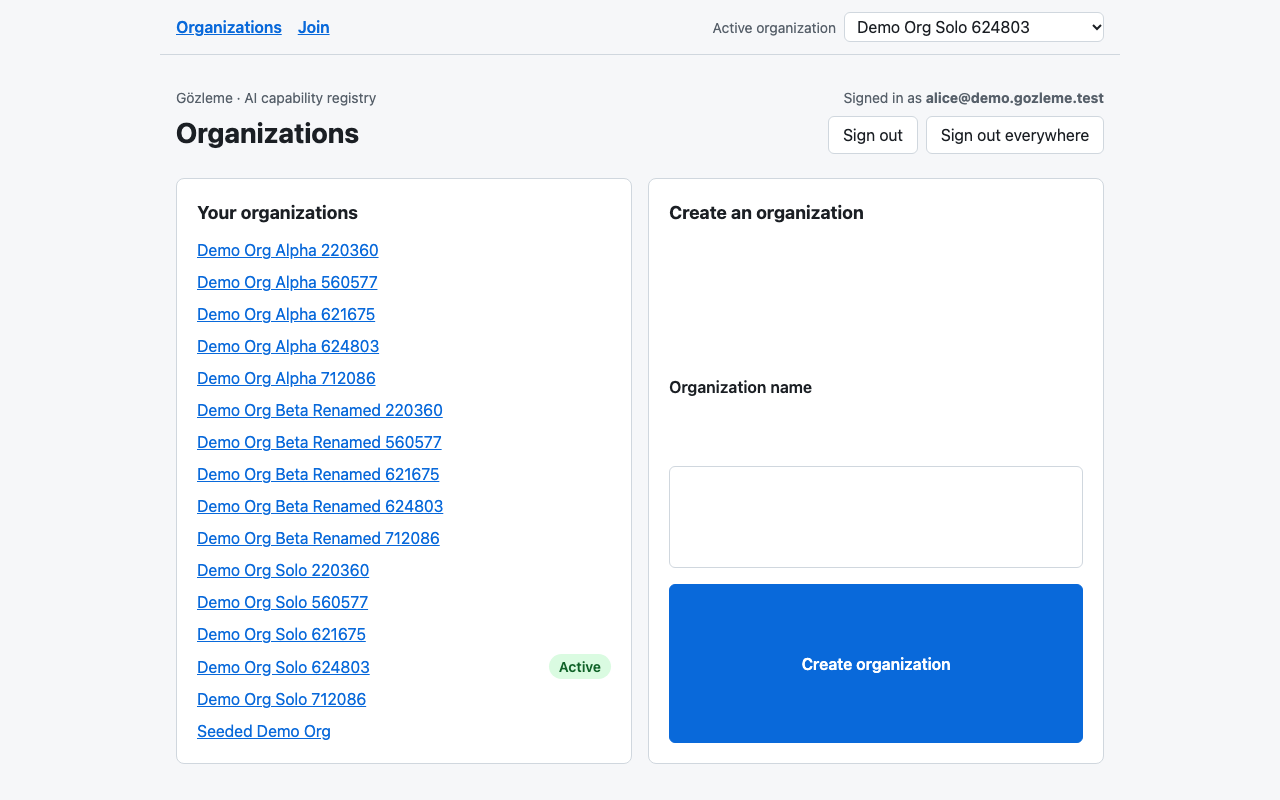 Organizations Join Active organization Demo Org Solo 624803
Gözleme · AI capability registry
Signed in as alice@demo.gozleme.test
Organizations
Sign out Sign out everywhere
Your organizations
Demo Org Alpha 220360
Demo Org Alpha 560577
Demo Org Alpha 621675
Demo Org Alpha 624803
Demo Org Alpha 712086
Demo Org Beta Renamed 220360
Demo Org Beta Renamed 560577
Demo Org Beta Renamed 621675
Demo Org Beta Renamed 624803
Demo Org Beta Renamed 712086
Demo Org Solo 220360
Demo Org Solo 560577
Demo Org Solo 621675
Demo Org Solo 624803 Active
Demo Org Solo 712086
Seeded Demo Org
Create an organization
Organization name
Create organization